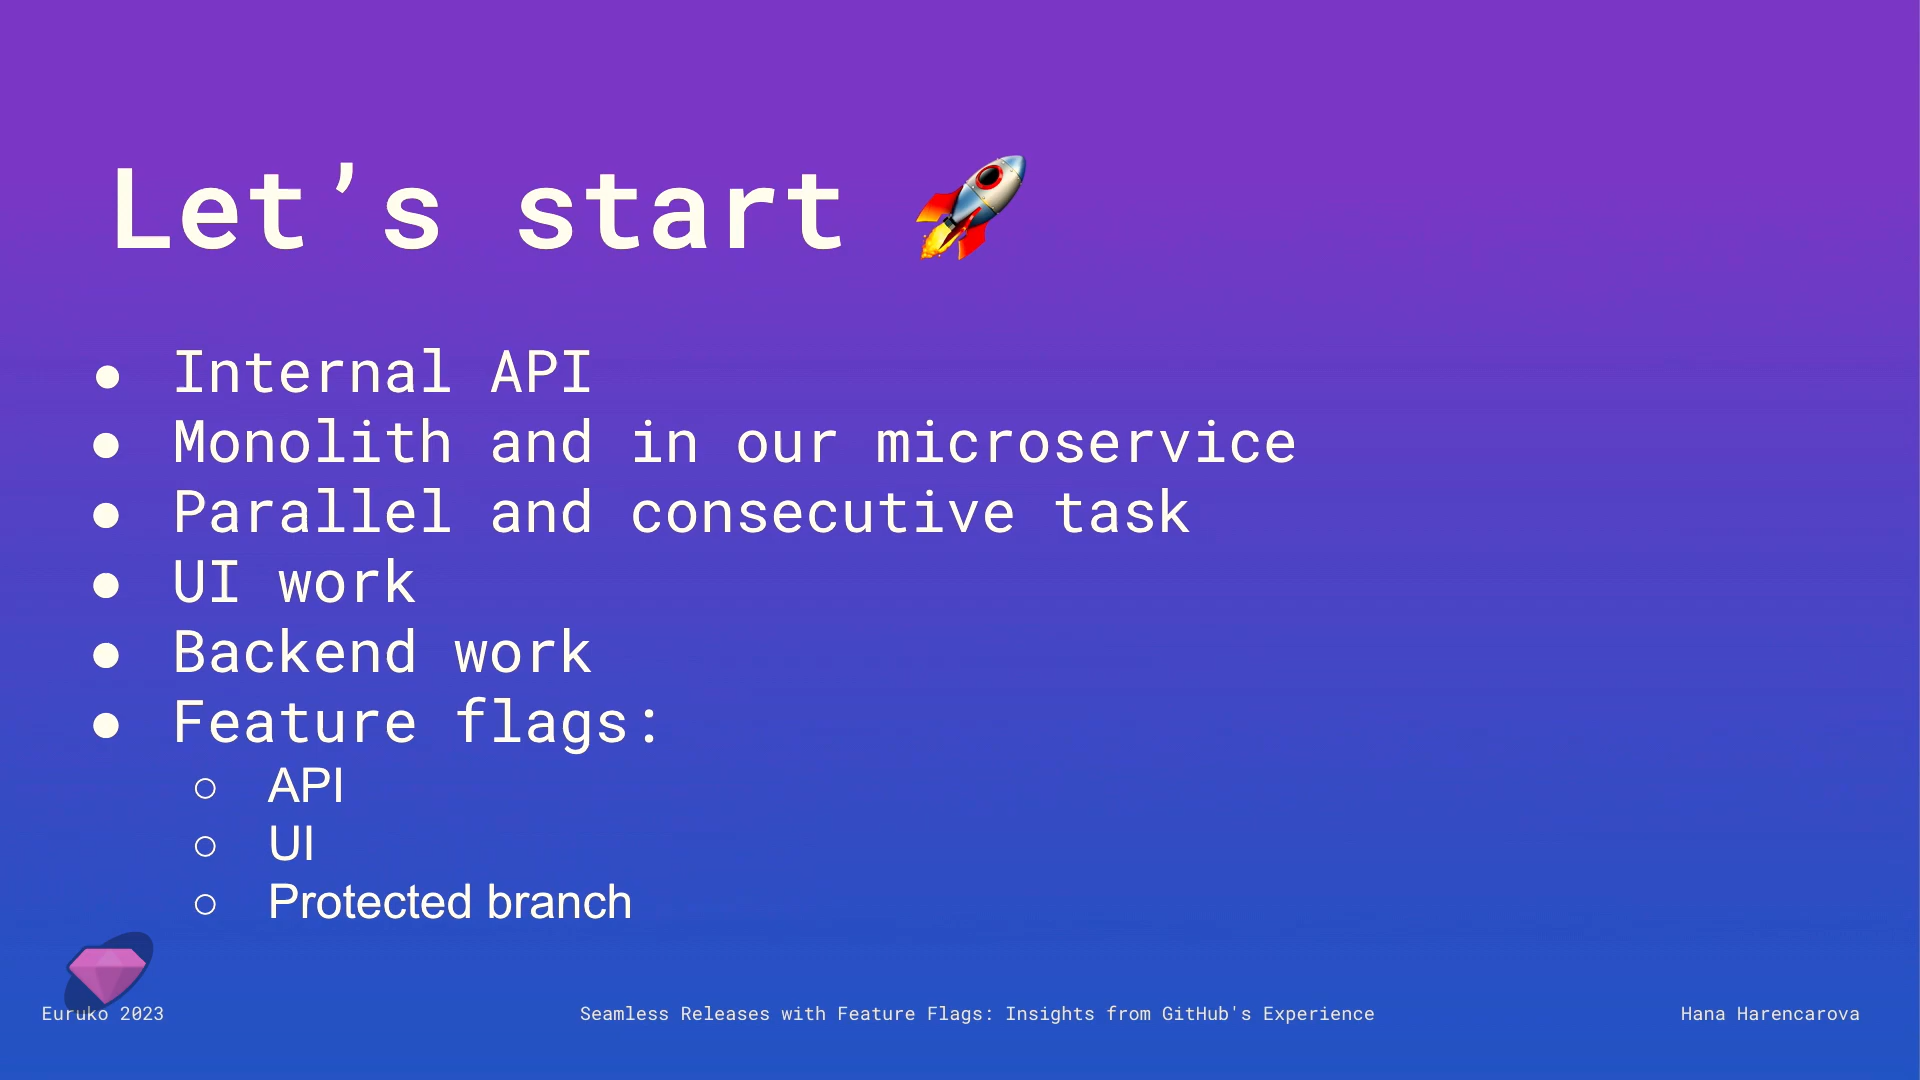 Let’s start 🚀
● Internal API
● Monolith and in our microservice
● Parallel and consecutive task
● UI work
● Backend work
● Feature flags:
○ API
○ UI
○ Protected branch
Euruko 2023
Seamless Releases with Feature Flags: Insights from GitHub's Experience
Hana Harencarova